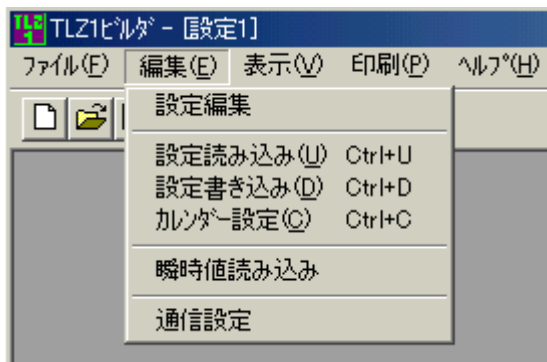 TLZ1ﾋﾞﾙﾀﾞ - [設定1]
ﾌｧｲﾙ(F) 編集(E) 表示(V) 印刷(P) ﾍﾙﾌﾟ(H)
設定編集
設定読み込み(U) Ctrl+U
設定書き込み(D) Ctrl+D
ｶﾚﾝﾀﾞｰ設定(C) Ctrl+C
瞬時値読み込み
通信設定